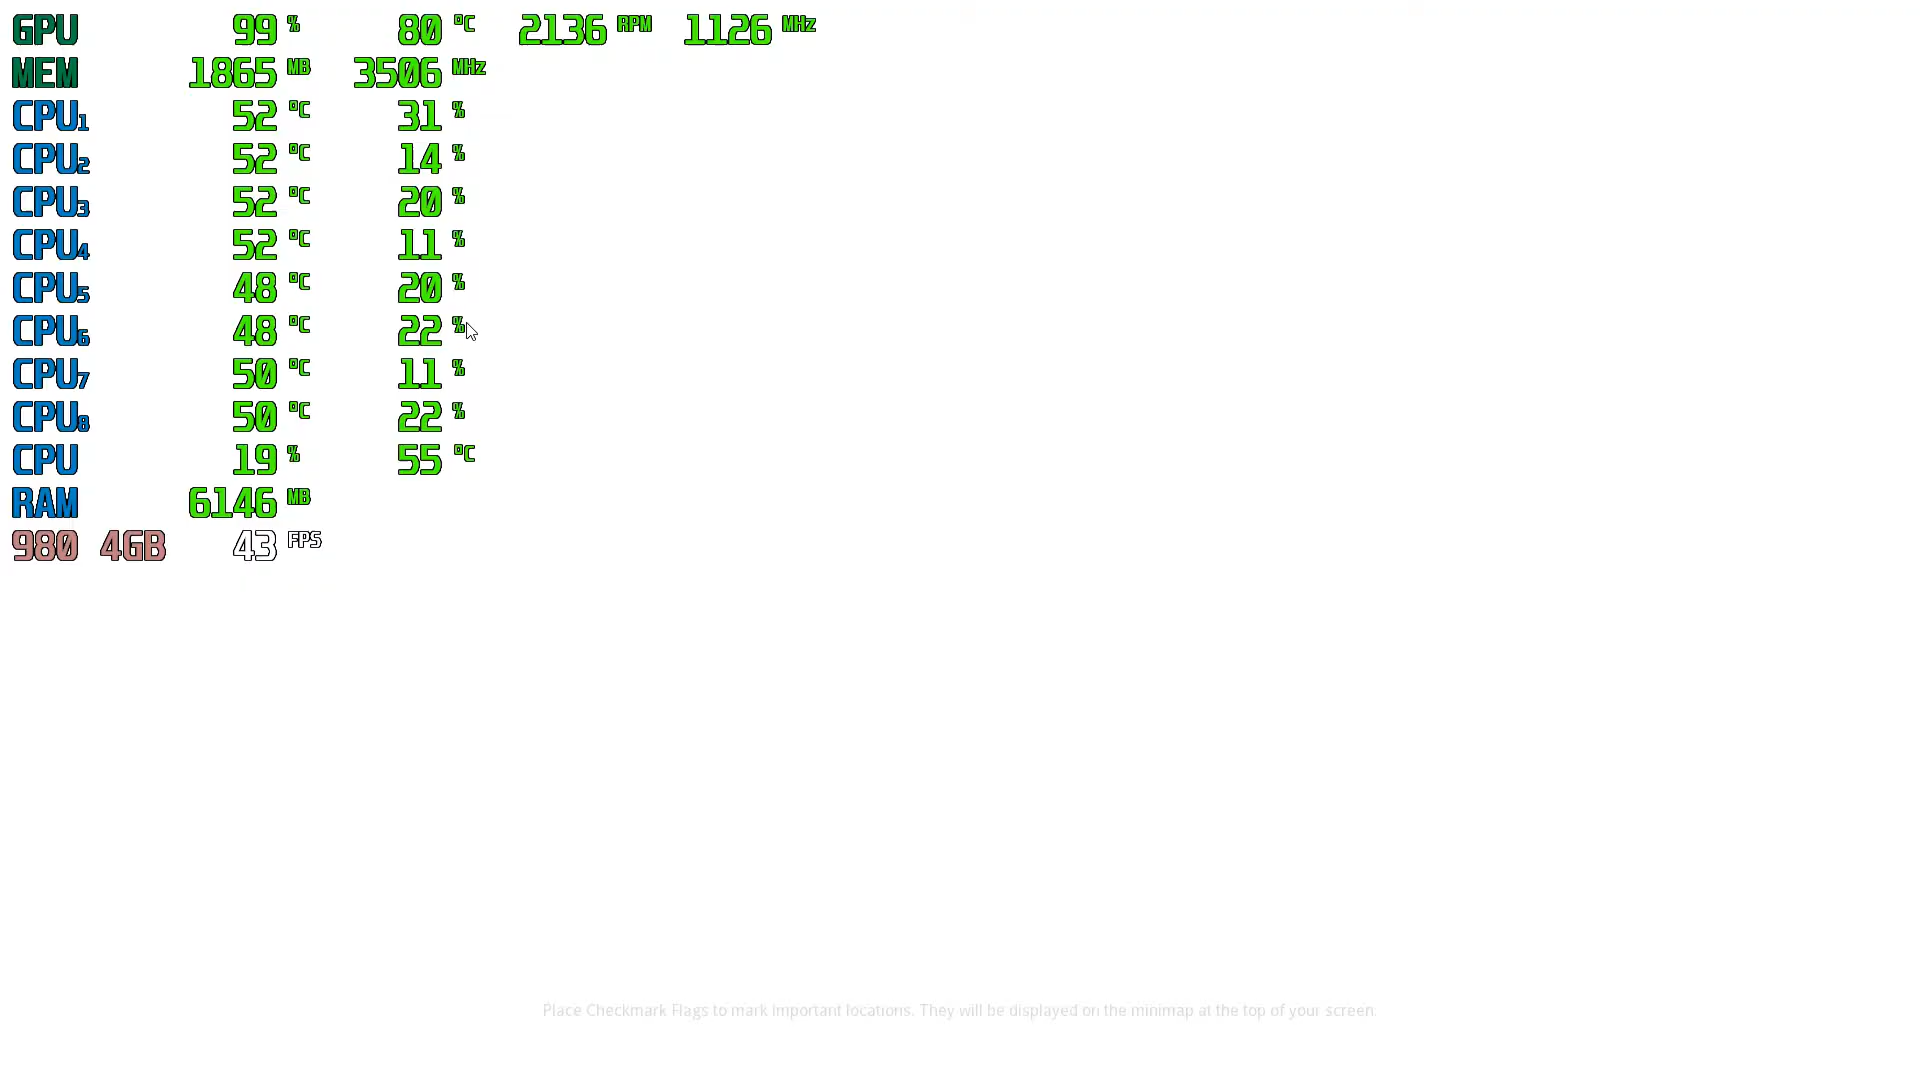 GPU 99 % 80 °C 2136 RPM 1126 MHz
MEM 1865 MB 3506 MHz
CPU1 52 °C 31 %
CPU2 52 °C 14 %
CPU3 52 °C 20 %
CPU4 52 °C 11 %
CPU5 48 °C 20 %
CPU6 48 °C 22 %
CPU7 50 °C 11 %
CPU8 50 °C 22 %
CPU 19 % 55 °C
RAM 6146 MB
980 4GB 43 FPS
Place Checkmark Flags to mark important locations. They will be displayed on the minimap at the top of your screen.